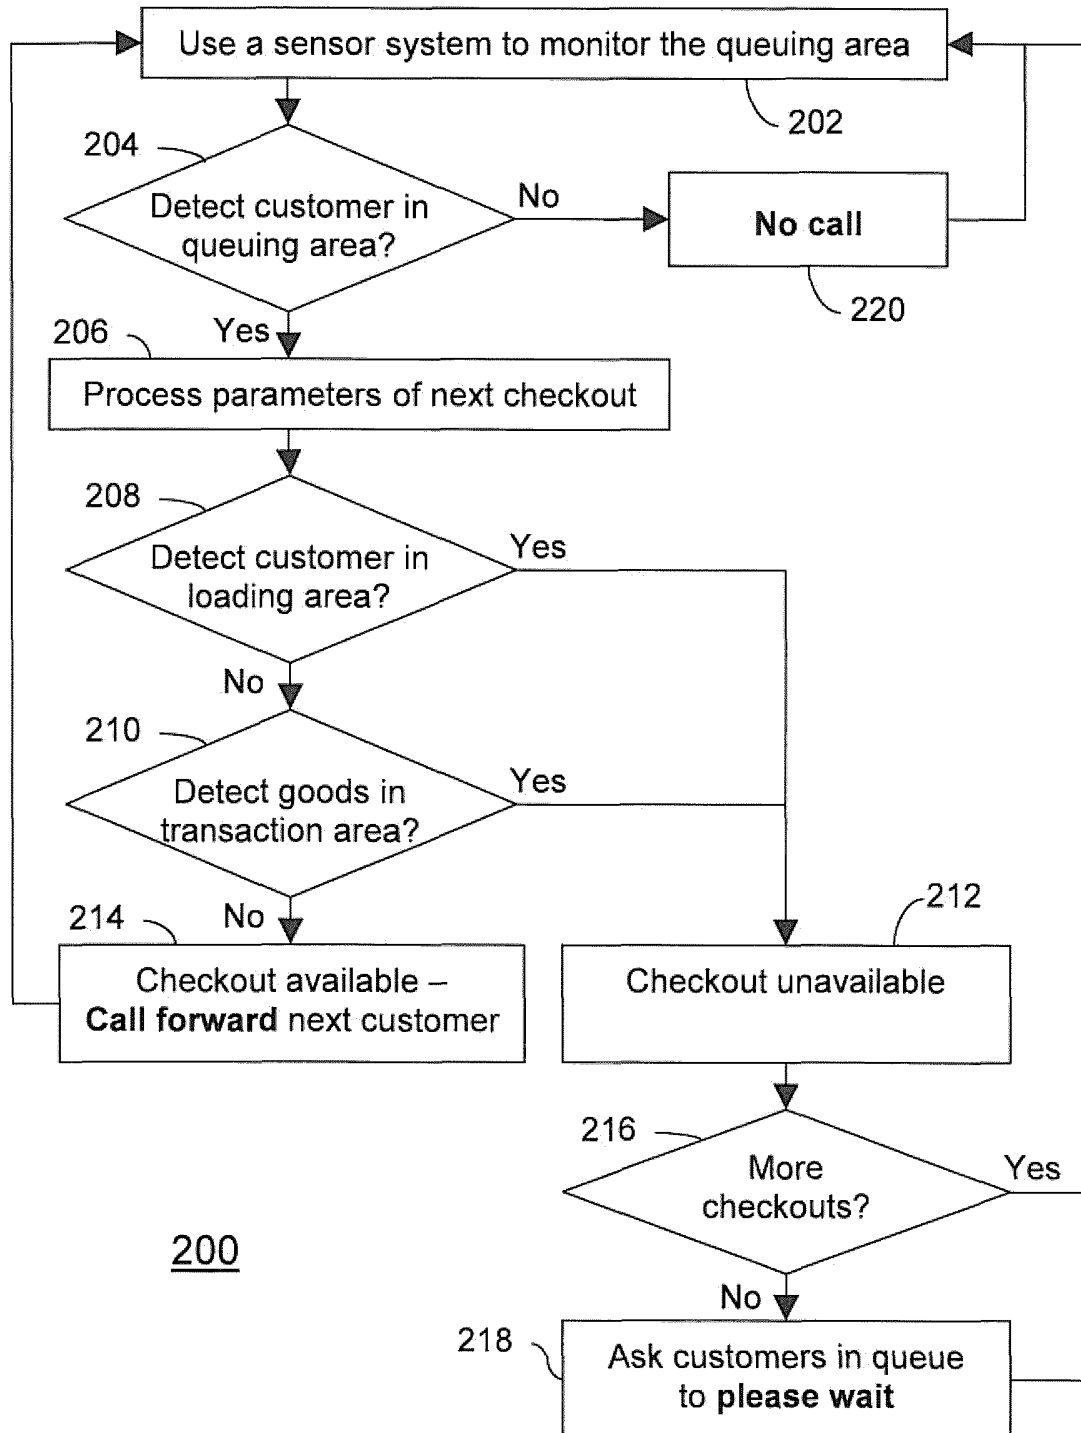 Use a sensor system to monitor the queuing area
202
204
Detect customer in
queuing area?
No
No call
220
Yes
206
Process parameters of next checkout
208
Detect customer in
loading area?
Yes
No
210
Detect goods in
transaction area?
Yes
No
214
Checkout available –
Call forward next customer
212
Checkout unavailable
216
More
checkouts?
Yes
No
200
218
Ask customers in queue
to please wait